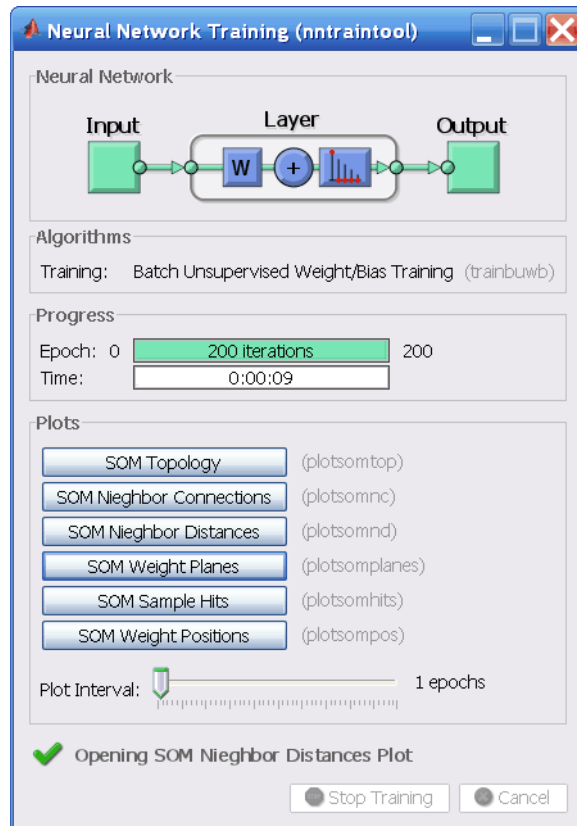 Neural Network Training (nntraintool)
Neural Network
Input Layer Output
W +
Algorithms
Training: Batch Unsupervised Weight/Bias Training (trainbuwb)
Progress
Epoch: 0 200 iterations 200
Time: 0:00:09
Plots
SOM Topology (plotsomtop)
SOM Nieghbor Connections (plotsomnc)
SOM Nieghbor Distances (plotsomnd)
SOM Weight Planes (plotsomplanes)
SOM Sample Hits (plotsomhits)
SOM Weight Positions (plotsompos)
Plot Interval: 1 epochs
Opening SOM Nieghbor Distances Plot
Stop Training Cancel